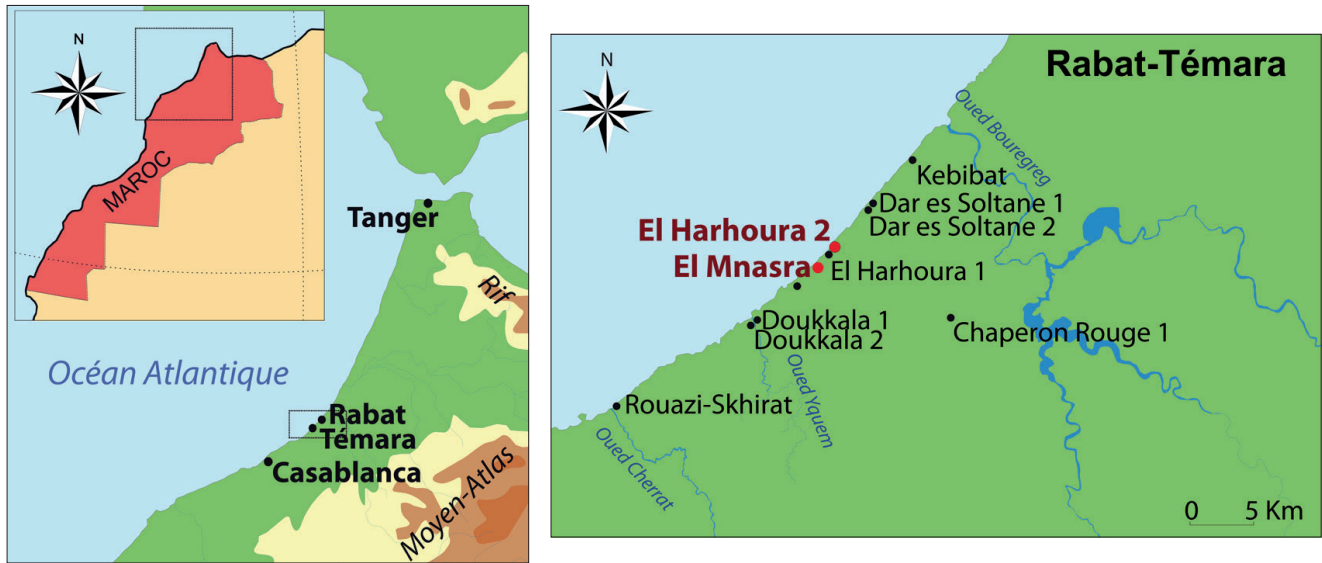 N
MAROC
Tanger
Rif
Océan Atlantique
Rabat
Témara
Casablanca
Moyen-Atlas
Rabat-Témara
N
Oued Bouregreg
Kebibat
Dar es Soltane 1
Dar es Soltane 2
El Harhoura 2
El Mnasra
El Harhoura 1
Doukkala 1
Doukkala 2
Chaperon Rouge 1
Oued Yquem
Rouazi-Skhirat
Oued Cherrat
0 5 Km